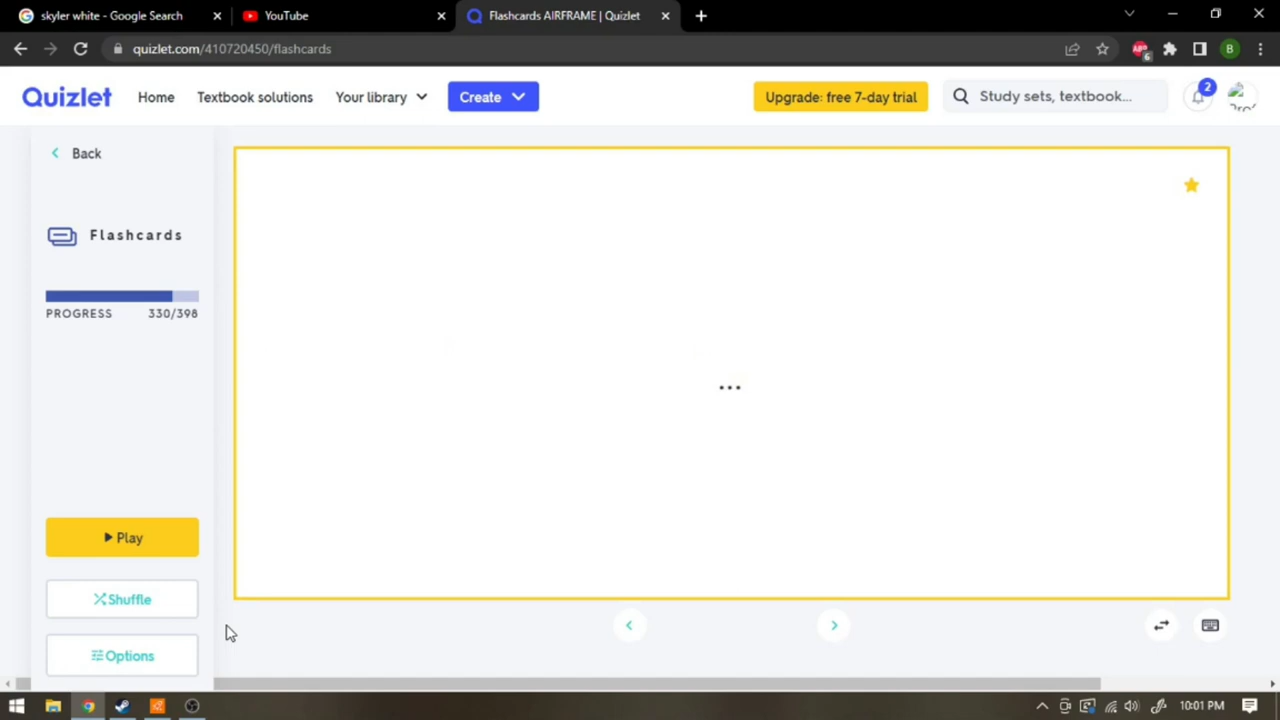 skyler white - Google Search
YouTube
Flashcards AIRFRAME | Quizlet
quizlet.com/410720450/flashcards
ABP
6
B
Quizlet
Home
Textbook solutions
Your library
Create
Upgrade: free 7-day trial
Study sets, textbook...
2
Back
Flashcards
PROGRESS 330/398
...
Play
Shuffle
Options
10:01 PM